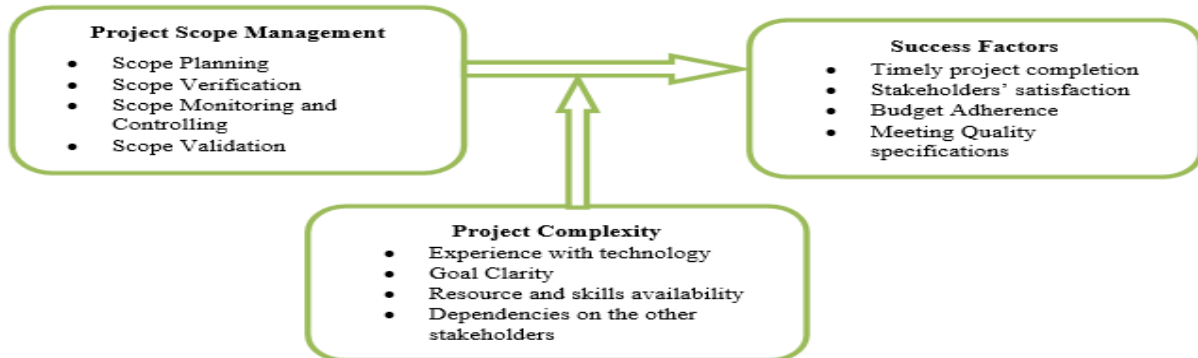 Project Scope Management
• Scope Planning
• Scope Verification
• Scope Monitoring and
Controlling
• Scope Validation
Success Factors
• Timely project completion
• Stakeholders’ satisfaction
• Budget Adherence
• Meeting Quality
specifications
Project Complexity
• Experience with technology
• Goal Clarity
• Resource and skills availability
• Dependencies on the other
stakeholders